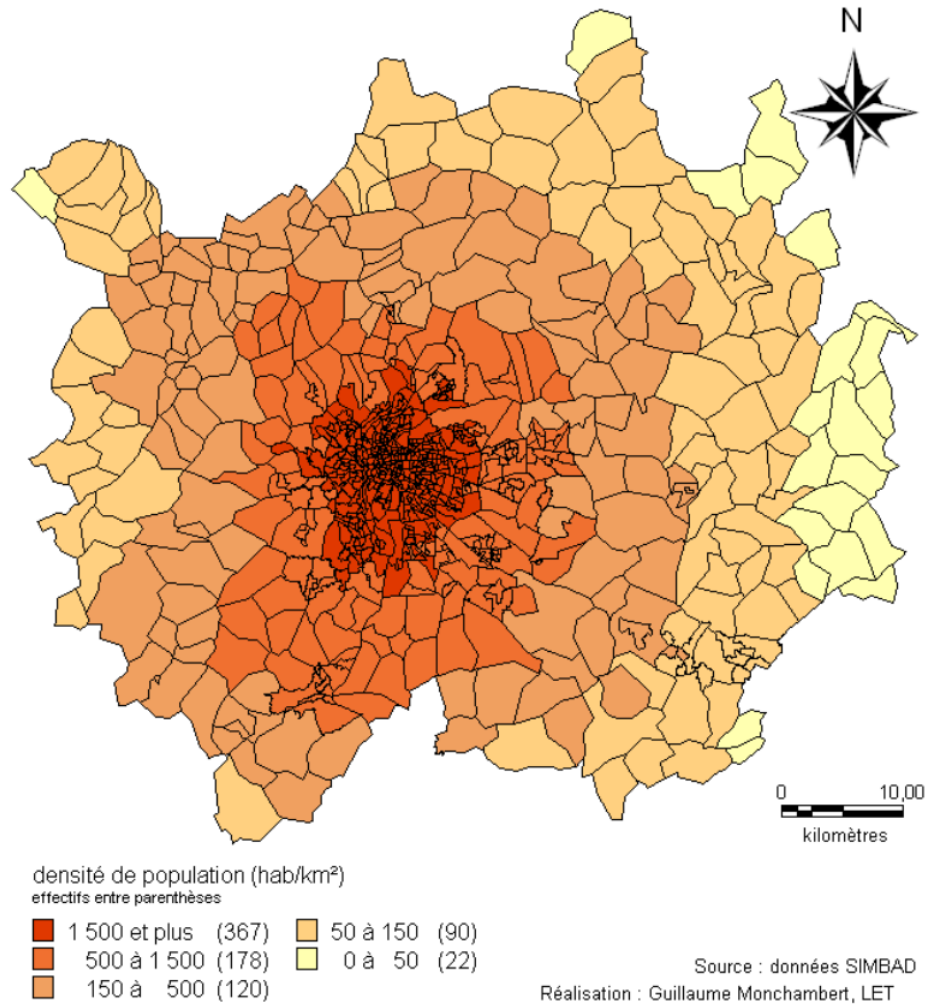 N
0 10,00
kilomètres
densité de population (hab/km²)
effectifs entre parenthèses
1 500 et plus (367)
500 à 1 500 (178)
150 à 500 (120)
50 à 150 (90)
0 à 50 (22)
Source : données SIMBAD
Réalisation : Guillaume Monchambert, LET